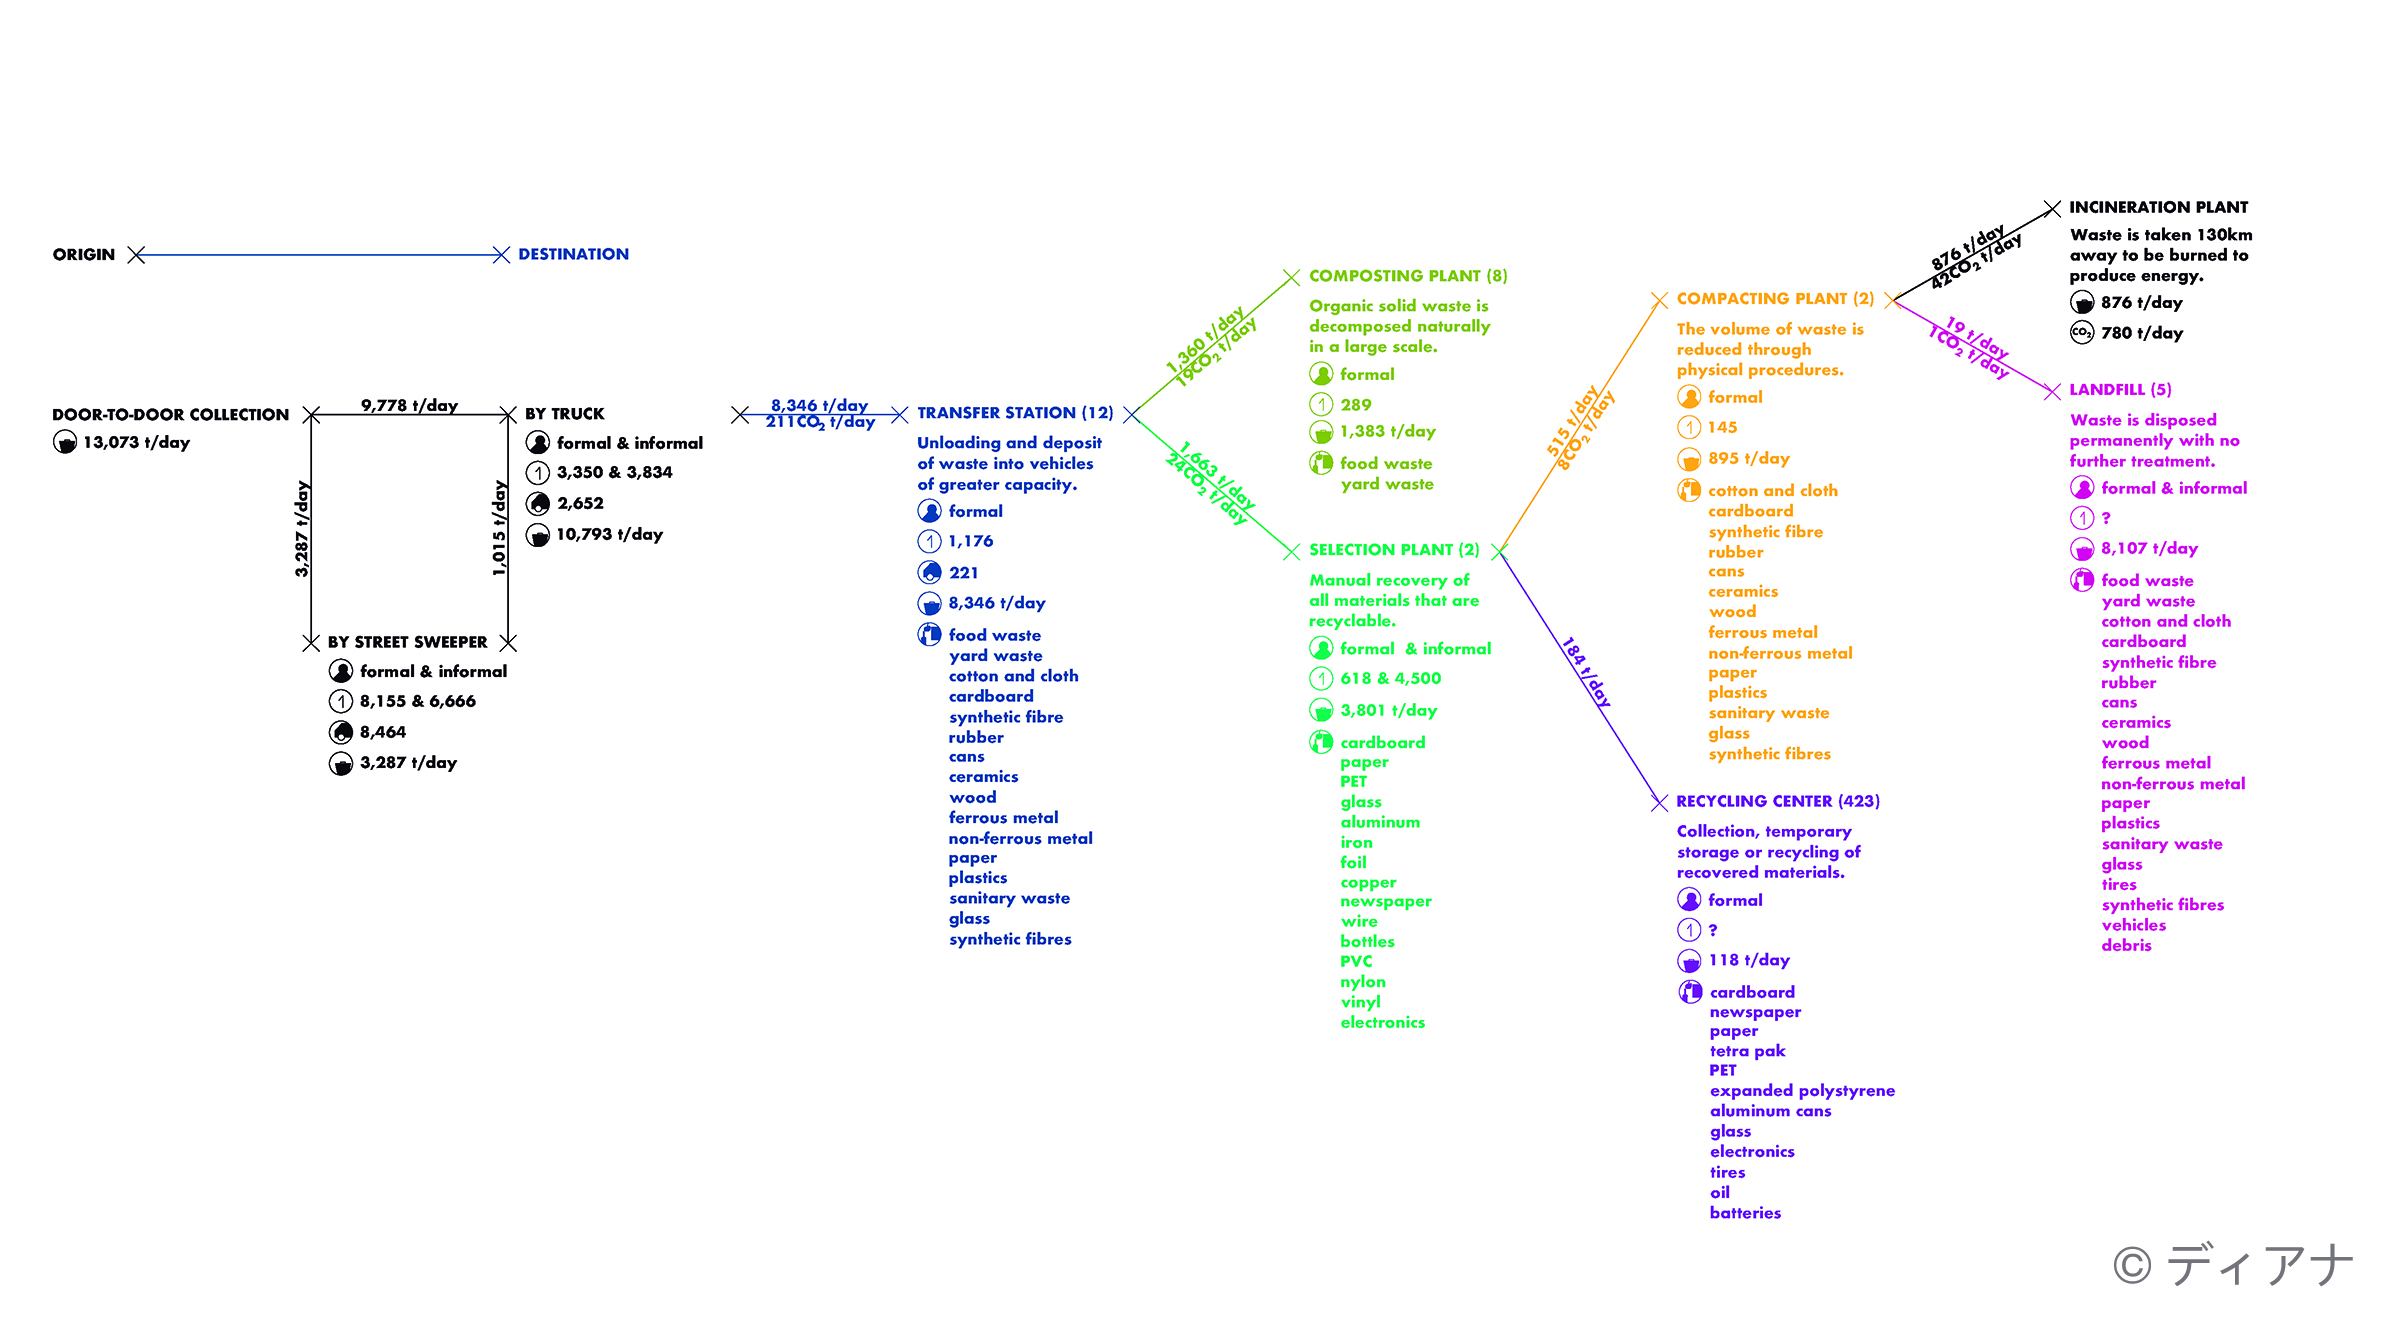 ORIGIN
DESTINATION
DOOR-TO-DOOR COLLECTION
13,073 t/day
9,778 t/day
3,287 t/day
1,015 t/day
BY STREET SWEEPER
formal & informal
1 8,155 & 6,666
8,464
3,287 t/day
BY TRUCK
formal & informal
1 3,350 & 3,834
2,652
10,793 t/day
8,346 t/day
211CO₂ t/day
TRANSFER STATION (12)
Unloading and deposit
of waste into vehicles
of greater capacity.
formal
1 1,176
221
8,346 t/day
food waste
yard waste
cotton and cloth
cardboard
synthetic fibre
rubber
cans
ceramics
wood
ferrous metal
non-ferrous metal
paper
plastics
sanitary waste
glass
synthetic fibres
1,360 t/day
19CO₂ t/day
COMPOSTING PLANT (8)
Organic solid waste is
decomposed naturally
in a large scale.
formal
1 289
1,383 t/day
food waste
yard waste
1,663 t/day
24CO₂ t/day
SELECTION PLANT (2)
Manual recovery of
all materials that are
recyclable.
formal & informal
1 618 & 4,500
3,801 t/day
cardboard
paper
PET
glass
aluminum
iron
foil
copper
newspaper
wire
bottles
PVC
nylon
vinyl
electronics
515 t/day
8CO₂ t/day
COMPACTING PLANT (2)
The volume of waste is
reduced through
physical procedures.
formal
1 145
895 t/day
cotton and cloth
cardboard
synthetic fibre
rubber
cans
ceramics
wood
ferrous metal
non-ferrous metal
paper
plastics
sanitary waste
glass
synthetic fibres
184 t/day
RECYCLING CENTER (423)
Collection, temporary
storage or recycling of
recovered materials.
formal
1 ?
118 t/day
cardboard
newspaper
paper
tetra pak
PET
expanded polystyrene
aluminum cans
glass
electronics
tires
oil
batteries
876 t/day
42CO₂ t/day
INCINERATION PLANT
Waste is taken 130km
away to be burned to
produce energy.
876 t/day
CO₂ 780 t/day
19 t/day
1CO₂ t/day
LANDFILL (5)
Waste is disposed
permanently with no
further treatment.
formal & informal
1 ?
8,107 t/day
food waste
yard waste
cotton and cloth
cardboard
synthetic fibre
rubber
cans
ceramics
wood
ferrous metal
non-ferrous metal
paper
plastics
sanitary waste
glass
tires
synthetic fibres
vehicles
debris
© ディアナ